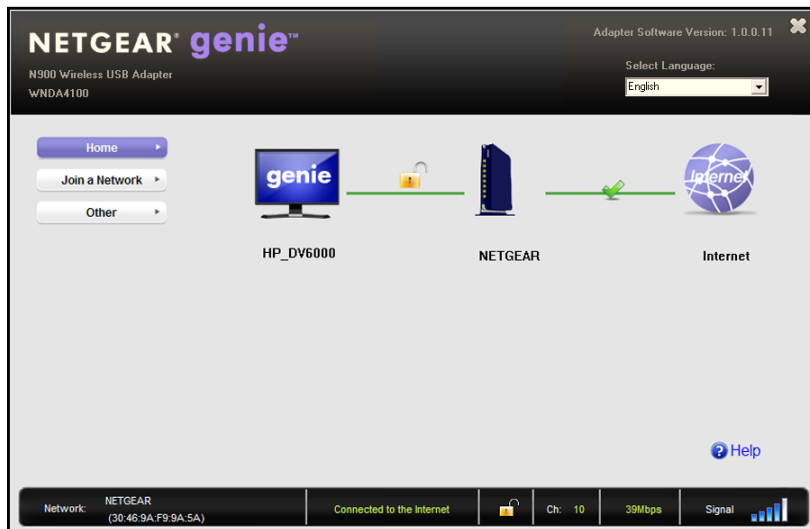 NETGEAR® genie™
Adapter Software Version: 1.0.0.11
N900 Wireless USB Adapter
WNDA4100
Select Language:
English
Home
Join a Network
Other
genie
Internet
HP_DV6000
NETGEAR
Internet
Help
Network:
NETGEAR
(30:46:9A:F9:9A:5A)
Connected to the Internet
Ch: 10
39Mbps
Signal